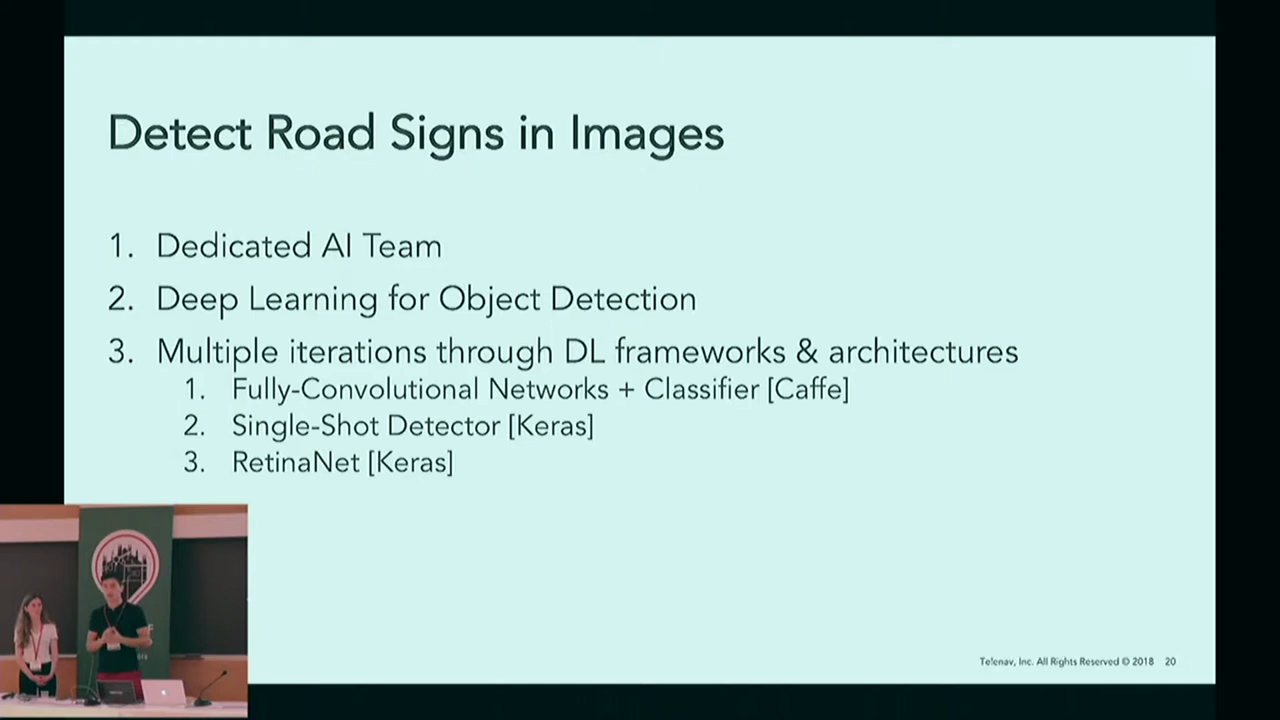 Detect Road Signs in Images
1. Dedicated AI Team
2. Deep Learning for Object Detection
3. Multiple iterations through DL frameworks & architectures
1. Fully-Convolutional Networks + Classifier [Caffe]
2. Single-Shot Detector [Keras]
3. RetinaNet [Keras]
Telenav, Inc. All Rights Reserved © 2018 20